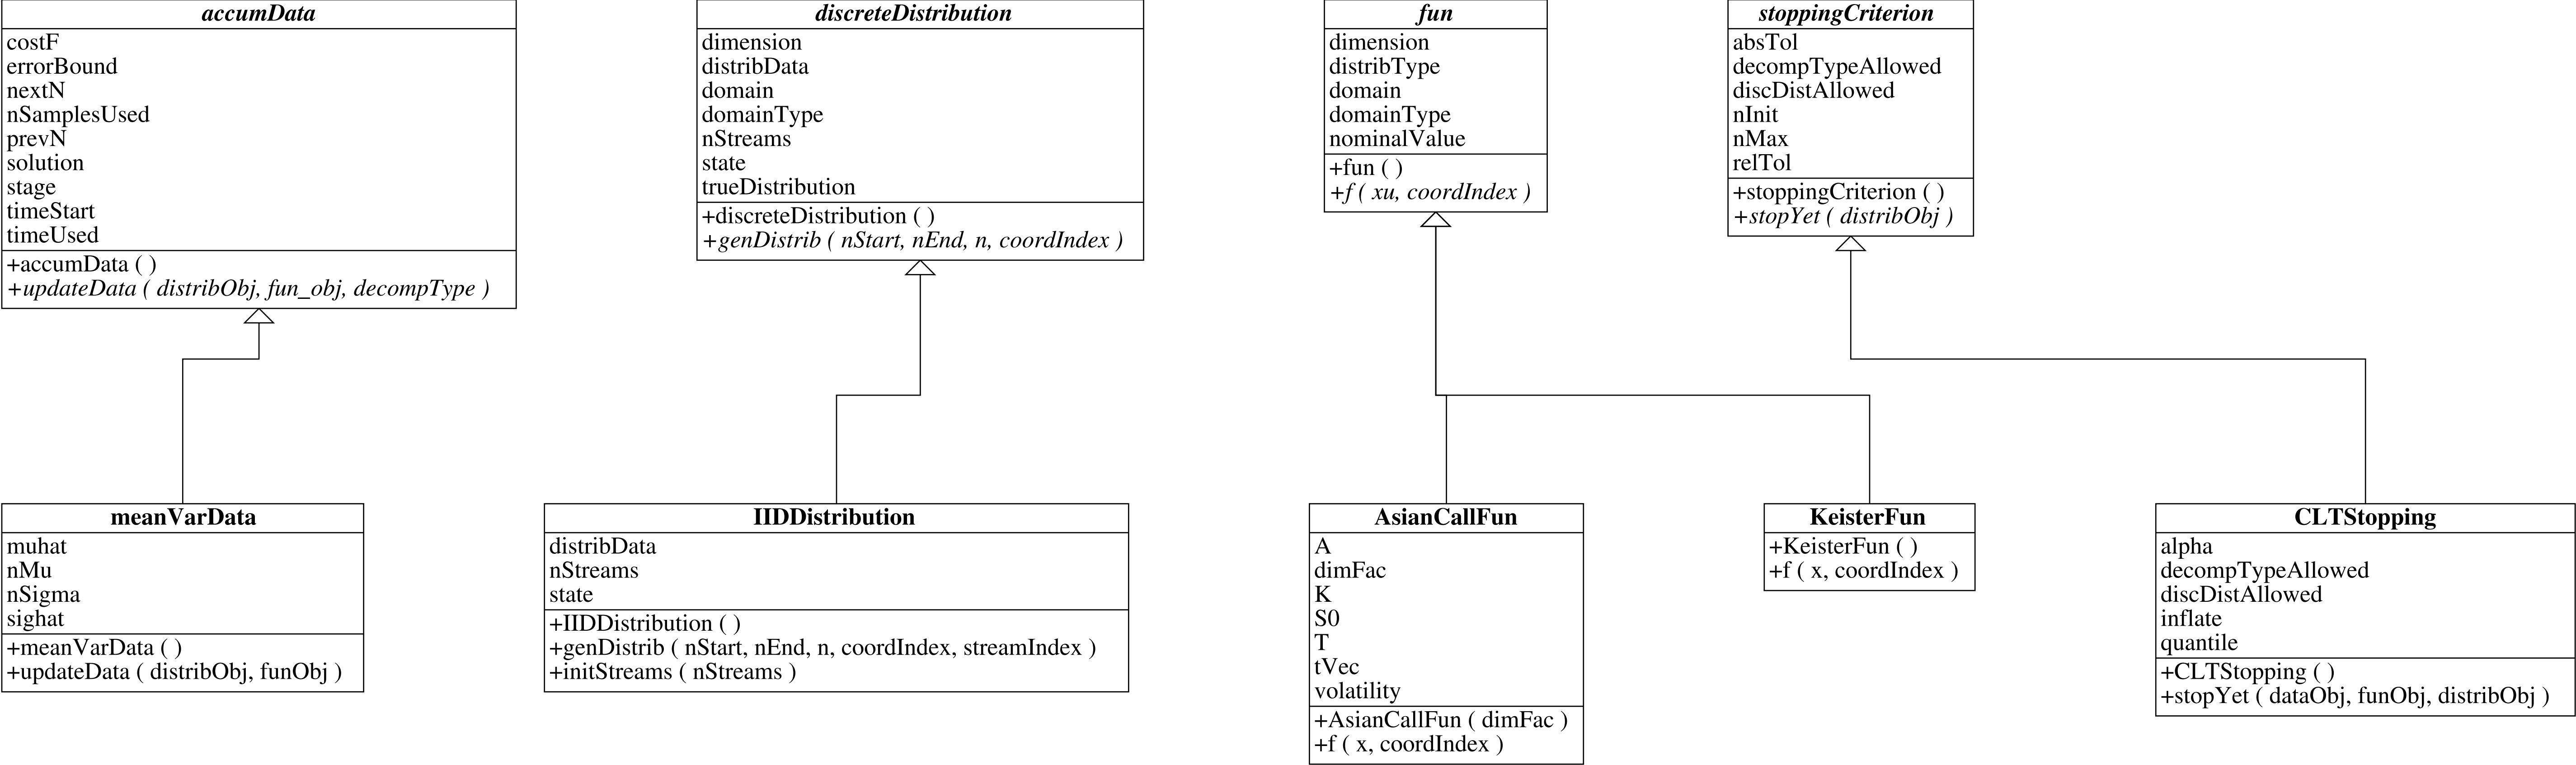 accumData
costF
errorBound
nextN
nSamplesUsed
prevN
solution
stage
timeStart
timeUsed
+accumData ( )
+updateData ( distribObj, fun_obj, decompType )
discreteDistribution
dimension
distribData
domain
domainType
nStreams
state
trueDistribution
+discreteDistribution ( )
+genDistrib ( nStart, nEnd, n, coordIndex )
fun
dimension
distribType
domain
domainType
nominalValue
+fun ( )
+f ( xu, coordIndex )
stoppingCriterion
absTol
decompTypeAllowed
discDistAllowed
nInit
nMax
relTol
+stoppingCriterion ( )
+stopYet ( distribObj )
meanVarData
muhat
nMu
nSigma
sighat
+meanVarData ( )
+updateData ( distribObj, funObj )
IIDDistribution
distribData
nStreams
state
+IIDDistribution ( )
+genDistrib ( nStart, nEnd, n, coordIndex, streamIndex )
+initStreams ( nStreams )
AsianCallFun
A
dimFac
K
S0
T
tVec
volatility
+AsianCallFun ( dimFac )
+f ( x, coordIndex )
KeisterFun
+KeisterFun ( )
+f ( x, coordIndex )
CLTStopping
alpha
decompTypeAllowed
discDistAllowed
inflate
quantile
+CLTStopping ( )
+stopYet ( dataObj, funObj, distribObj )